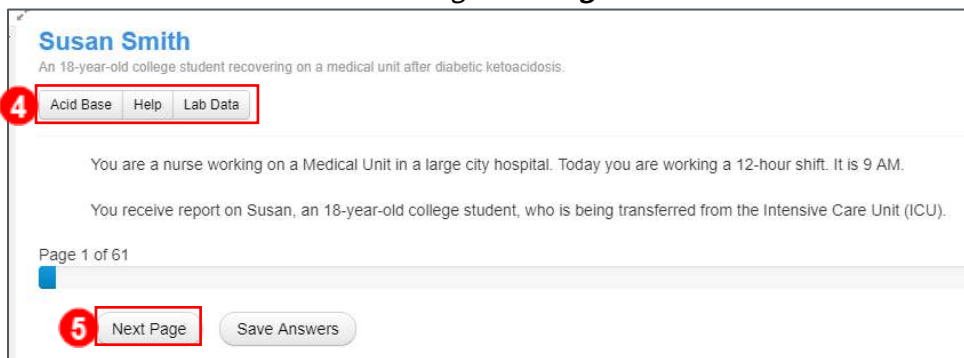 Susan Smith
An 18-year-old college student recovering on a medical unit after diabetic ketoacidosis.
4 Acid Base Help Lab Data
You are a nurse working on a Medical Unit in a large city hospital. Today you are working a 12-hour shift. It is 9 AM.
You receive report on Susan, an 18-year-old college student, who is being transferred from the Intensive Care Unit (ICU).
Page 1 of 61
5 Next Page Save Answers